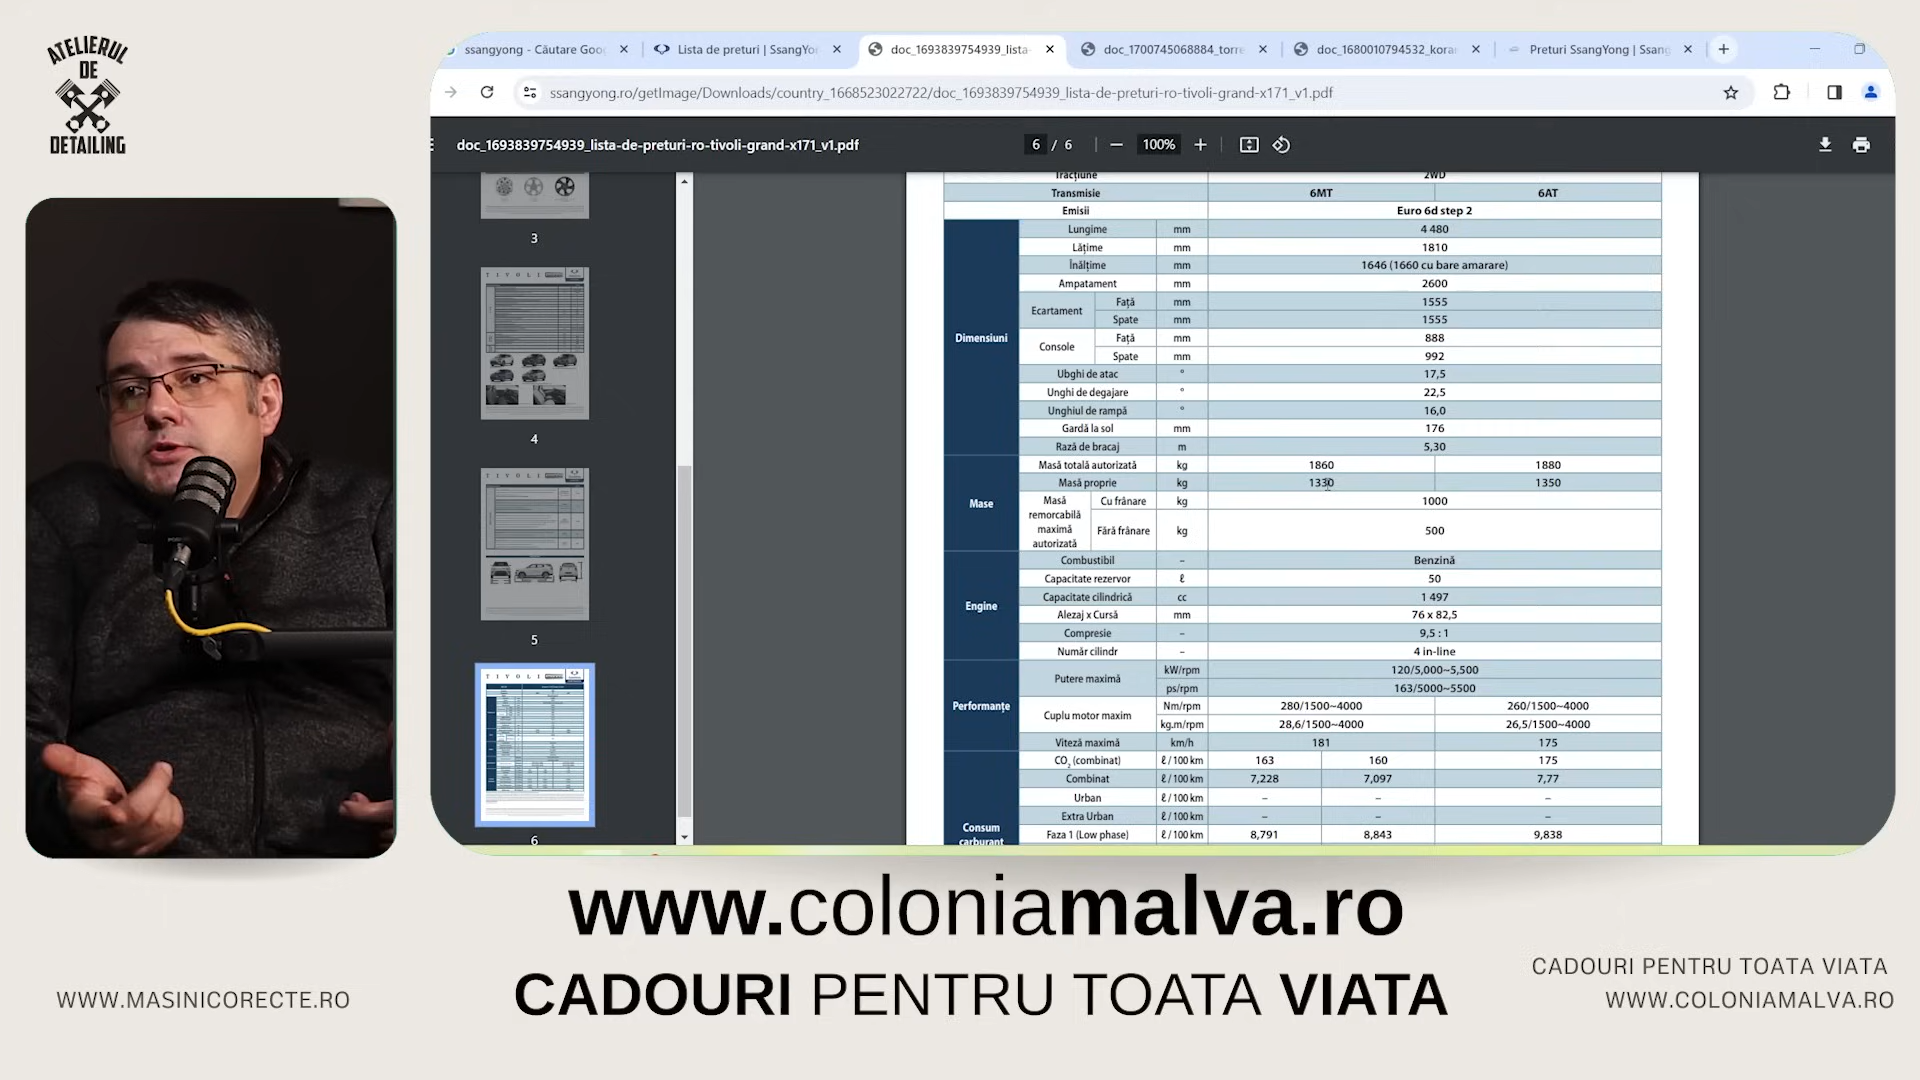 ATELIERUL
DE
DETAILING
ssangyong - Căutare Goo
Lista de preturi | SsangYo
doc_1693839754939_lista-
doc_1700745068884_torre
doc_1680010794532_kora
Preturi SsangYong | Ssang
ssangyong.ro/getImage/Downloads/country_1668523022722/doc_1693839754939_lista-de-preturi-ro-tivoli-grand-x171_v1.pdf
doc_1693839754939_lista-de-preturi-ro-tivoli-grand-x171_v1.pdf
6 / 6
100%
3
TIVOLI
4
TIVOLI
5
TIVOLI
6
Tracțiune 2WD
Transmisie 6MT 6AT
Emisii Euro 6d step 2
Dimensiuni
Lungime mm 4 480
Lățime mm 1810
Înălțime mm 1646 (1660 cu bare amarare)
Ampatament mm 2600
Ecartament Față mm 1555
Spate mm 1555
Console Față mm 888
Spate mm 992
Ubghi de atac ° 17,5
Unghi de degajare ° 22,5
Unghiul de rampă ° 16,0
Gardă la sol mm 176
Rază de bracaj m 5,30
Mase
Masă totală autorizată kg 1860 1880
Masă proprie kg 1330 1350
Masă remorcabilă maximă autorizată
Cu frânare kg 1000
Fără frânare kg 500
Engine
Combustibil – Benzină
Capacitate rezervor ℓ 50
Capacitate cilindrică cc 1 497
Alezaj x Cursă mm 76 x 82,5
Compresie – 9,5 : 1
Număr cilindr – 4 in-line
Performanțe
Putere maximă kW/rpm 120/5,000~5,500
ps/rpm 163/5000~5500
Cuplu motor maxim Nm/rpm 280/1500~4000 260/1500~4000
kg.m/rpm 28,6/1500~4000 26,5/1500~4000
Viteză maximă km/h 181 175
Consum carburant
CO2 (combinat) ℓ / 100 km 163 160 175
Combinat ℓ / 100 km 7,228 7,097 7,77
Urban ℓ / 100 km – – –
Extra Urban ℓ / 100 km – – –
Faza 1 (Low phase) ℓ / 100 km 8,791 8,843 9,838
www.coloniamalva.ro
CADOURI PENTRU TOATA VIATA
WWW.MASINICORECTE.RO
CADOURI PENTRU TOATA VIATA
WWW.COLONIAMALVA.RO